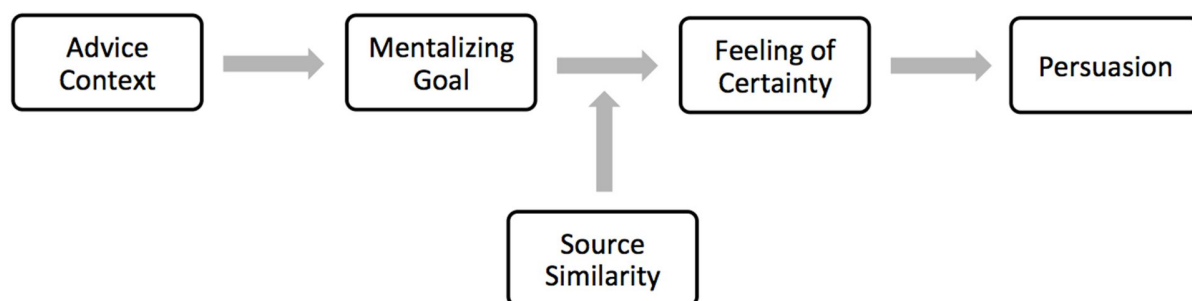 Advice
Context
Mentalizing
Goal
Feeling of
Certainty
Persuasion
Source
Similarity